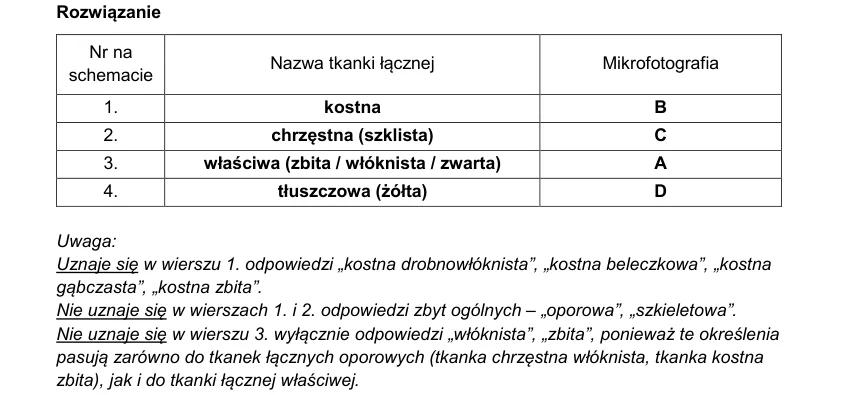 Rozwiązanie
Nr na schemacie | Nazwa tkanki łącznej | Mikrofotografia
1. | kostna | B
2. | chrzęstna (szklista) | C
3. | właściwa (zbita / włóknista / zwarta) | A
4. | tłuszczowa (żółta) | D
Uwaga:
Uznaje się w wierszu 1. odpowiedzi „kostna drobnowłóknista”, „kostna beleczkowa”, „kostna
gąbczasta”, „kostna zbita”.
Nie uznaje się w wierszach 1. i 2. odpowiedzi zbyt ogólnych – „oporowa”, „szkieletowa”.
Nie uznaje się w wierszu 3. wyłącznie odpowiedzi „włóknista”, „zbita”, ponieważ te określenia
pasują zarówno do tkanek łącznych oporowych (tkanka chrzęstna włóknista, tkanka kostna
zbita), jak i do tkanki łącznej właściwej.